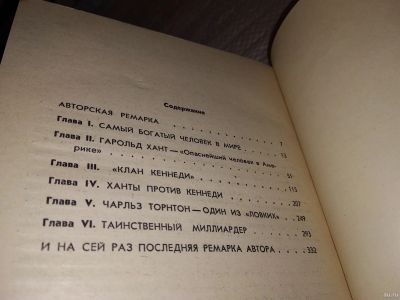 Содержание
АВТОРСКАЯ РЕМАРКА . . . . . . . 7
Глава I. САМЫЙ БОГАТЫЙ ЧЕЛОВЕК В МИРЕ . . 13
Глава II. ГАРОЛЬД ХАНТ — «Опаснейший человек в Аме-
рике» . . . . . . . . . 51
Глава III. «КЛАН КЕННЕДИ» . . . . . 115
Глава IV. ХАНТЫ ПРОТИВ КЕННЕДИ . . . . 207
Глава V. ЧАРЛЬЗ ТОРНТОН — ОДИН ИЗ «ЛОВКИХ» . 249
Глава VI. ТАИНСТВЕННЫЙ МИЛЛИАРДЕР . . . 293
И НА СЕЙ РАЗ ПОСЛЕДНЯЯ РЕМАРКА АВТОРА . . 332